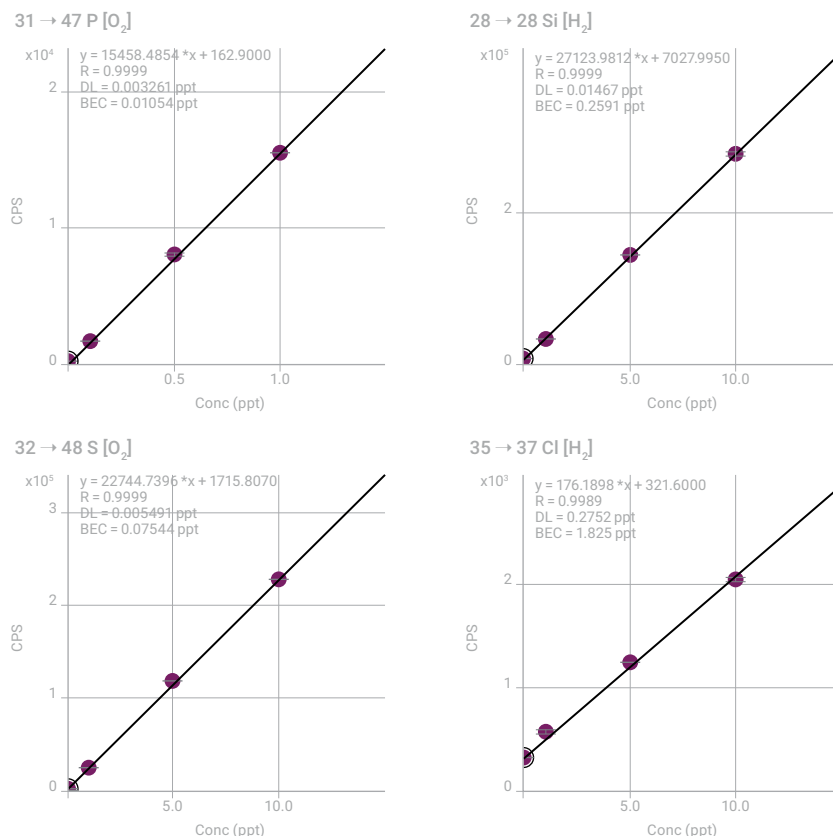 31 → 47 P [O₂]
x10⁴
y = 15458.4854 *x + 162.9000
R = 0.9999
DL = 0.003261 ppt
BEC = 0.01054 ppt
2
1
0
CPS
0.5
1.0
Conc (ppt)
28 → 28 Si [H₂]
x10⁵
y = 27123.9812 *x + 7027.9950
R = 0.9999
DL = 0.01467 ppt
BEC = 0.2591 ppt
2
0
CPS
5.0
10.0
Conc (ppt)
32 → 48 S [O₂]
x10⁵
y = 22744.7396 *x + 1715.8070
R = 0.9999
DL = 0.005491 ppt
BEC = 0.07544 ppt
3
2
1
0
CPS
5.0
10.0
Conc (ppt)
35 → 37 Cl [H₂]
x10³
y = 176.1898 *x + 321.6000
R = 0.9989
DL = 0.2752 ppt
BEC = 1.825 ppt
2
1
0
CPS
5.0
10.0
Conc (ppt)